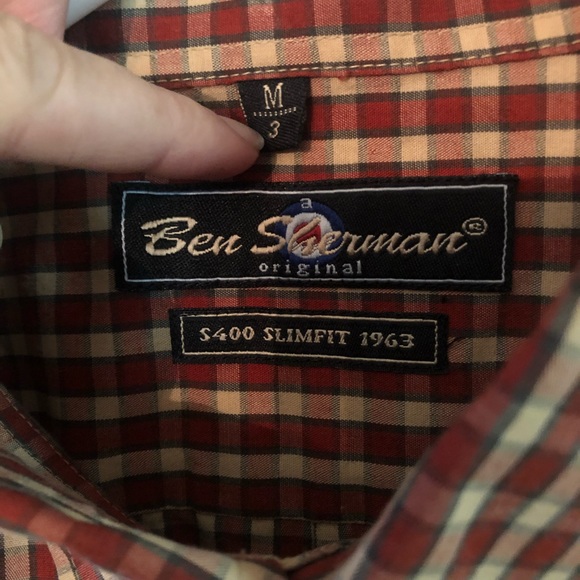 M
3
a
Ben Sherman®
original
S400 SLIMFIT 1963